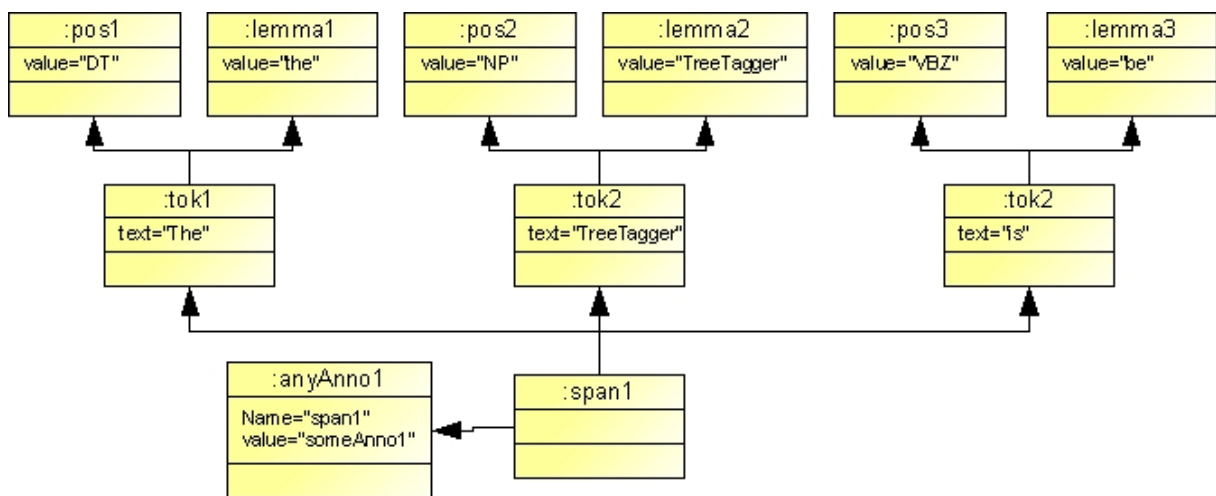 :pos1
value="DT"
:lemma1
value="the"
:pos2
value="NP"
:lemma2
value="TreeTagger"
:pos3
value="VBZ"
:lemma3
value="be"
:tok1
text="The"
:tok2
text="TreeTagger"
:tok2
text="is"
:anyAnno1
Name="span1"
value="someAnno1"
:span1